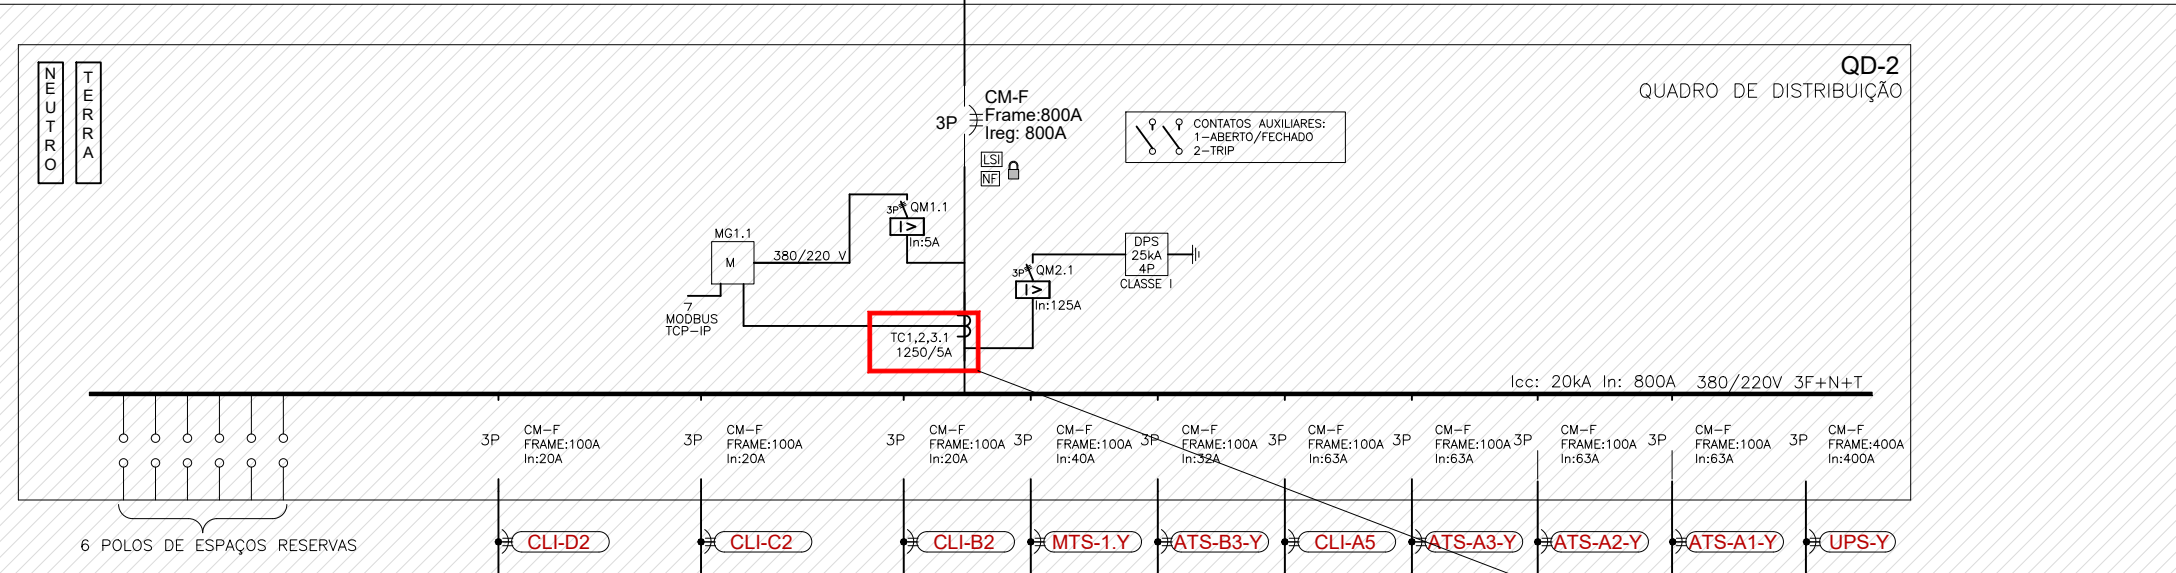 NEUTRO
TERRA
QD-2
QUADRO DE DISTRIBUIÇÃO
CM-F
Frame:800A
Ireg: 800A
3P
LSI
NF
CONTATOS AUXILIARES:
1-ABERTO/FECHADO
2-TRIP
3P
QM1.1
I>
In:5A
MG1.1
M
380/220 V
7
MODBUS
TCP-IP
3P
QM2.1
I>
In:125A
DPS
25kA
4P
CLASSE I
TC1,2,3.1
1250/5A
Icc: 20kA In: 800A 380/220V 3F+N+T
3P
CM-F
FRAME:100A
In:20A
3P
CM-F
FRAME:100A
In:20A
3P
CM-F
FRAME:100A
In:20A
3P
CM-F
FRAME:100A
In:40A
3P
CM-F
FRAME:100A
In:32A
3P
CM-F
FRAME:100A
In:63A
3P
CM-F
FRAME:100A
In:63A
3P
CM-F
FRAME:100A
In:63A
3P
CM-F
FRAME:100A
In:63A
3P
CM-F
FRAME:400A
In:400A
6 POLOS DE ESPAÇOS RESERVAS
CLI-D2
CLI-C2
CLI-B2
MTS-1.Y
ATS-B3-Y
CLI-A5
ATS-A3-Y
ATS-A2-Y
ATS-A1-Y
UPS-Y